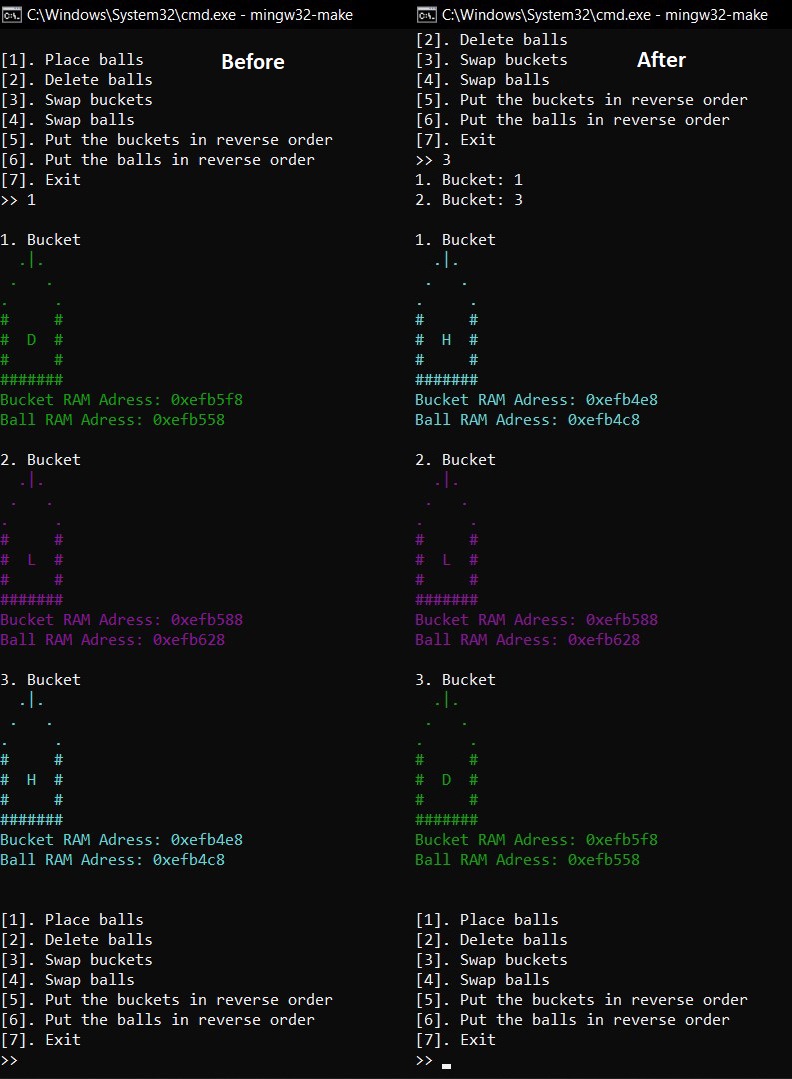 C:\Windows\System32\cmd.exe - mingw32-make
Before
[1]. Place balls
[2]. Delete balls
[3]. Swap buckets
[4]. Swap balls
[5]. Put the buckets in reverse order
[6]. Put the balls in reverse order
[7]. Exit
>> 1
1. Bucket
.|.
.   .
.     .
#     #
#  D  #
#     #
#######
Bucket RAM Adress: 0xefb5f8
Ball RAM Adress: 0xefb558
2. Bucket
.|.
.   .
.     .
#     #
#  L  #
#     #
#######
Bucket RAM Adress: 0xefb588
Ball RAM Adress: 0xefb628
3. Bucket
.|.
.   .
.     .
#     #
#  H  #
#     #
#######
Bucket RAM Adress: 0xefb4e8
Ball RAM Adress: 0xefb4c8
[1]. Place balls
[2]. Delete balls
[3]. Swap buckets
[4]. Swap balls
[5]. Put the buckets in reverse order
[6]. Put the balls in reverse order
[7]. Exit
>>
C:\Windows\System32\cmd.exe - mingw32-make
After
[2]. Delete balls
[3]. Swap buckets
[4]. Swap balls
[5]. Put the buckets in reverse order
[6]. Put the balls in reverse order
[7]. Exit
>> 3
1. Bucket: 1
2. Bucket: 3
1. Bucket
.|.
.   .
.     .
#     #
#  H  #
#     #
#######
Bucket RAM Adress: 0xefb4e8
Ball RAM Adress: 0xefb4c8
2. Bucket
.|.
.   .
.     .
#     #
#  L  #
#     #
#######
Bucket RAM Adress: 0xefb588
Ball RAM Adress: 0xefb628
3. Bucket
.|.
.   .
.     .
#     #
#  D  #
#     #
#######
Bucket RAM Adress: 0xefb5f8
Ball RAM Adress: 0xefb558
[1]. Place balls
[2]. Delete balls
[3]. Swap buckets
[4]. Swap balls
[5]. Put the buckets in reverse order
[6]. Put the balls in reverse order
[7]. Exit
>> _